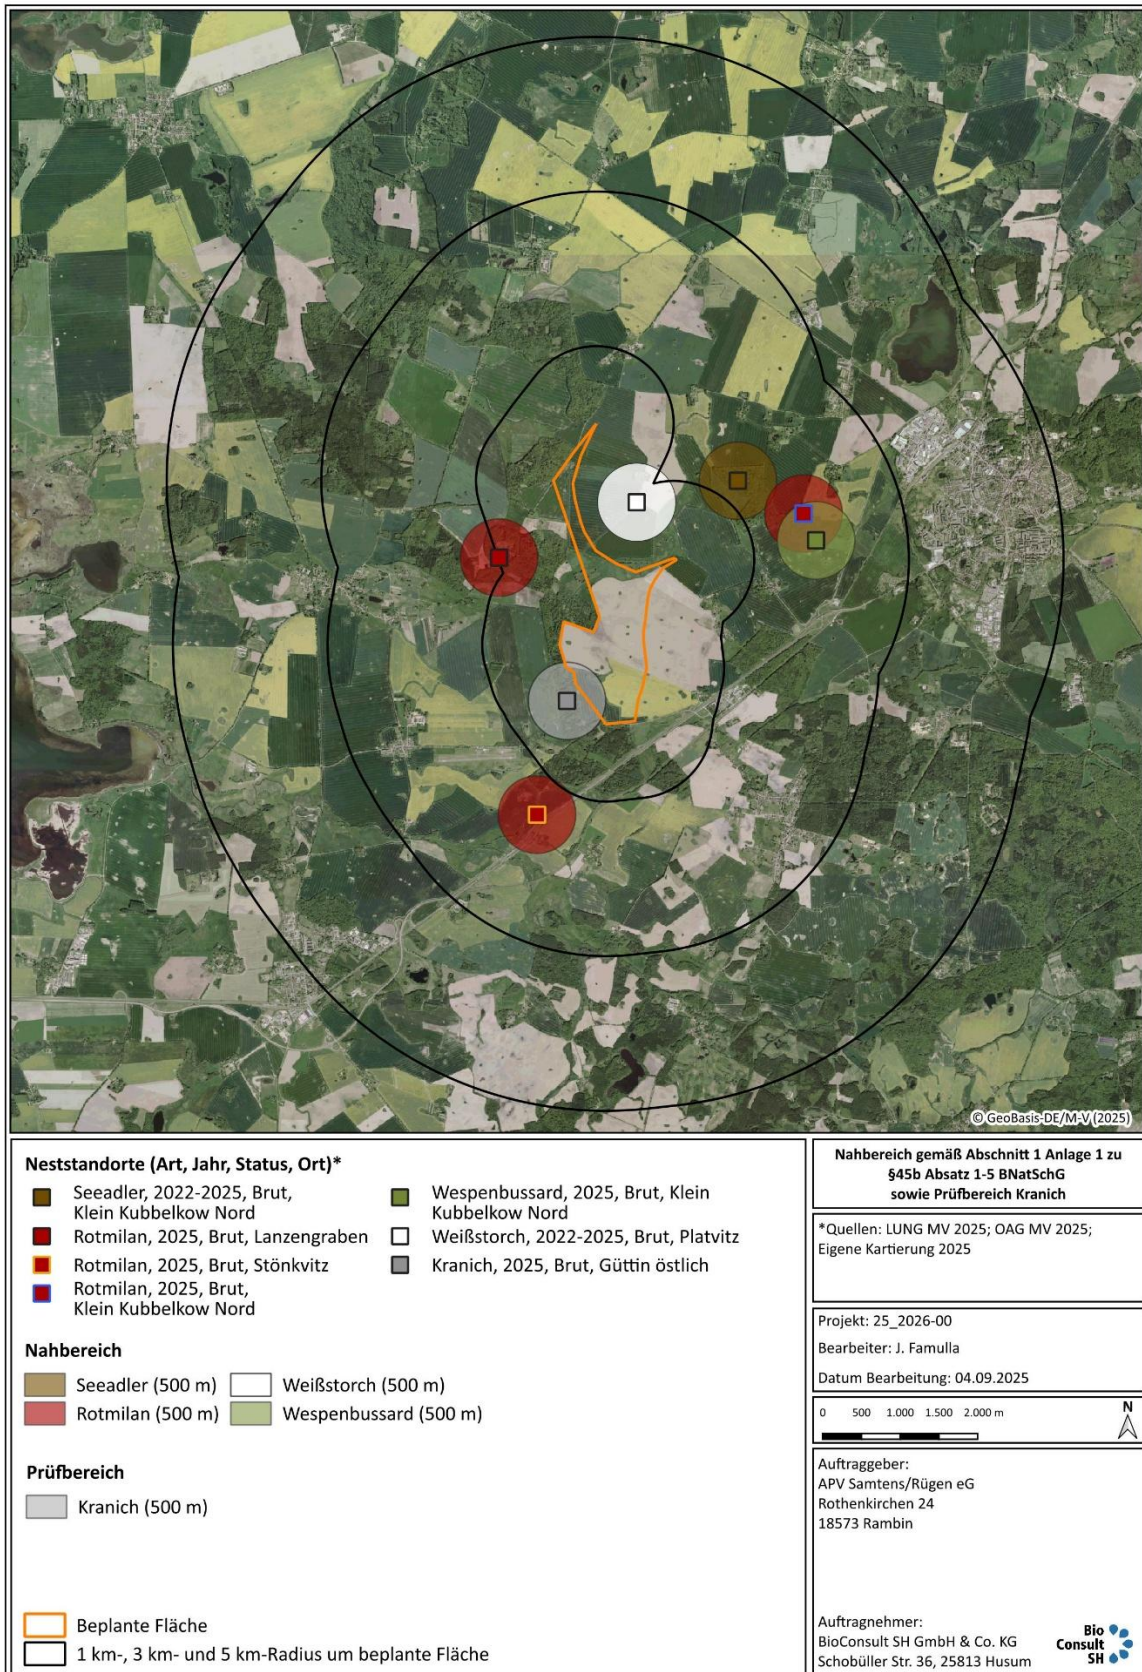 © GeoBasis-DE/M-V (2025)
Neststandorte (Art, Jahr, Status, Ort)*
Seeadler, 2022-2025, Brut,
Klein Kubbelkow Nord
Rotmilan, 2025, Brut, Lanzengraben
Rotmilan, 2025, Brut, Stönkvitz
Rotmilan, 2025, Brut,
Klein Kubbelkow Nord
Wespenbussard, 2025, Brut, Klein
Kubbelkow Nord
Weißstorch, 2022-2025, Brut, Platvitz
Kranich, 2025, Brut, Güttin östlich
Nahbereich
Seeadler (500 m)
Weißstorch (500 m)
Rotmilan (500 m)
Wespenbussard (500 m)
Prüfbereich
Kranich (500 m)
Beplante Fläche
1 km-, 3 km- und 5 km-Radius um beplante Fläche
Nahbereich gemäß Abschnitt 1 Anlage 1 zu
§45b Absatz 1-5 BNatSchG
sowie Prüfbereich Kranich
*Quellen: LUNG MV 2025; OAG MV 2025;
Eigene Kartierung 2025
Projekt: 25_2026-00
Bearbeiter: J. Famulla
Datum Bearbeitung: 04.09.2025
0 500 1.000 1.500 2.000 m
N
Auftraggeber:
APV Samtens/Rügen eG
Rothenkirchen 24
18573 Rambin
Auftragnehmer:
BioConsult SH GmbH & Co. KG
Schobüller Str. 36, 25813 Husum
Bio
Consult
SH